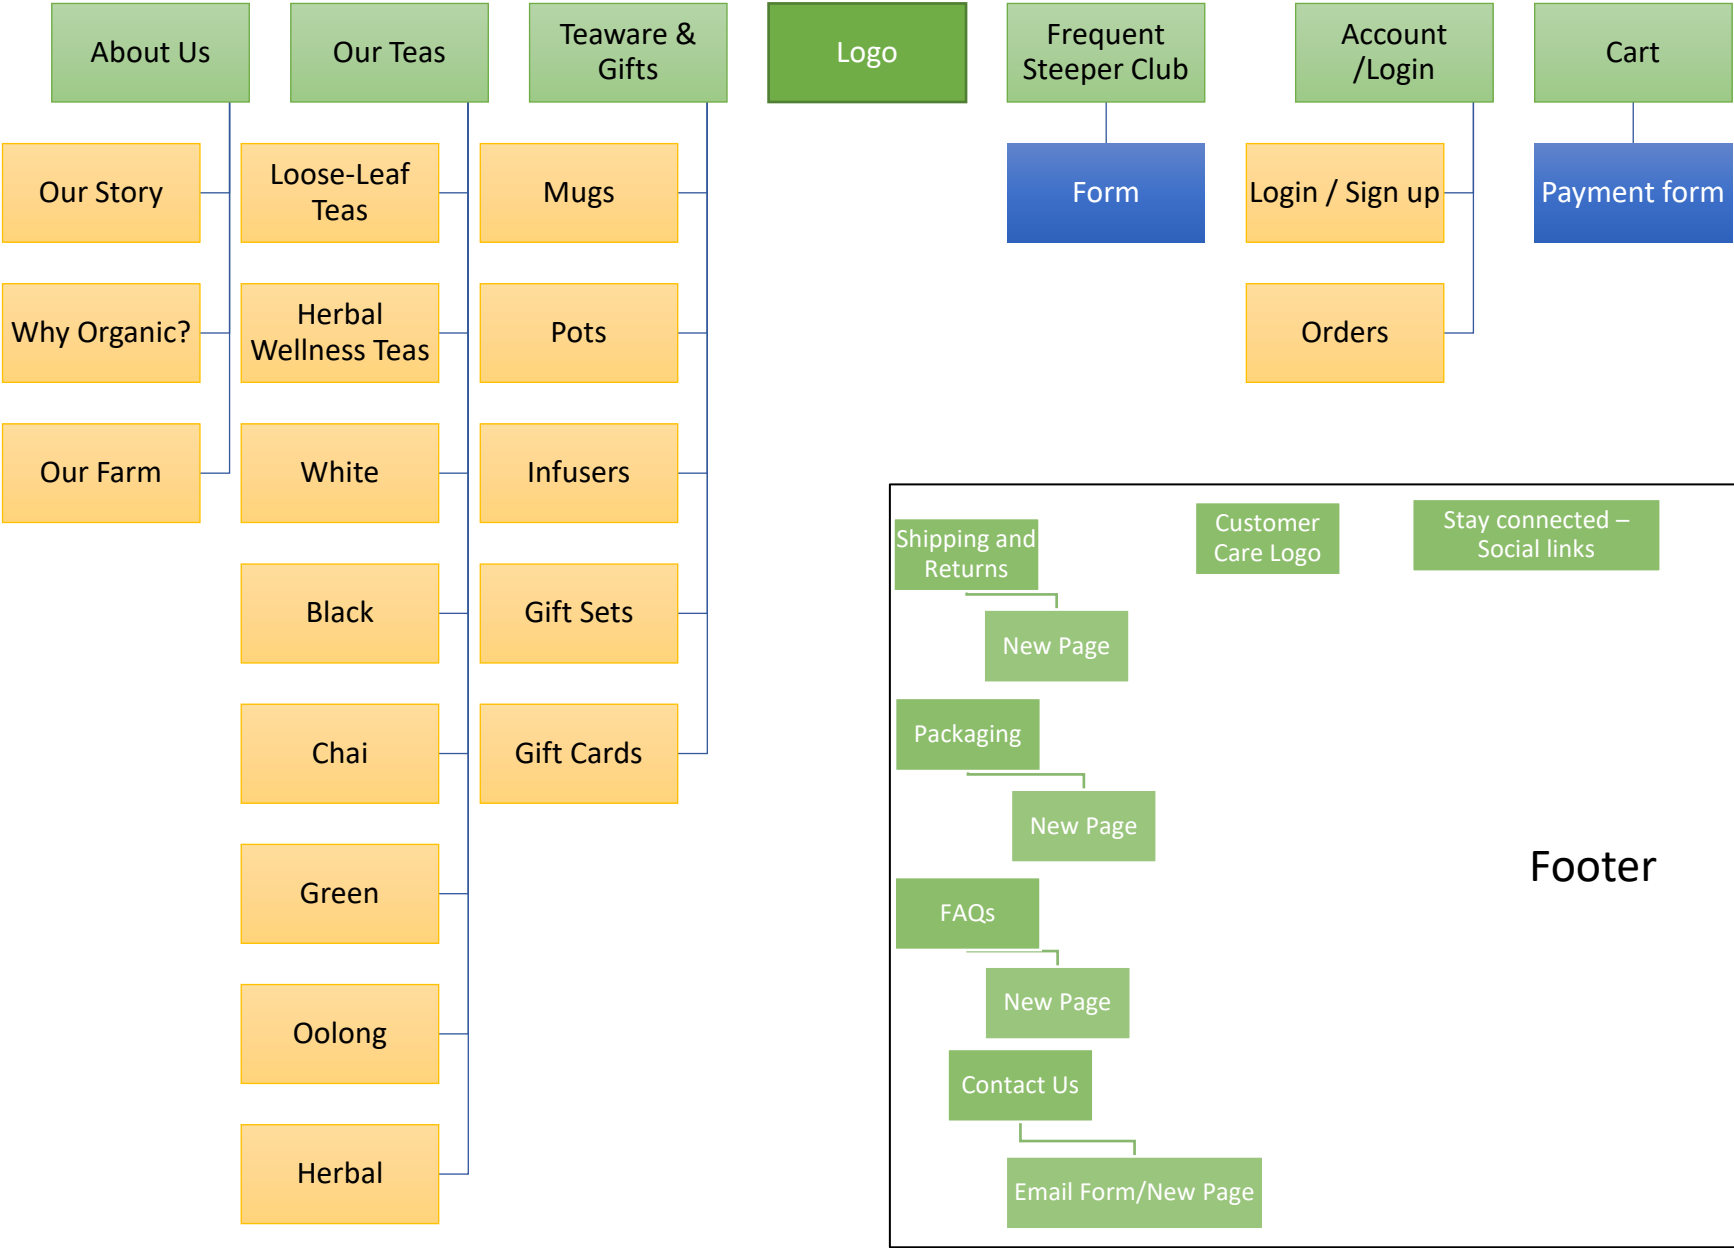 About Us
Our Teas
Teaware &
Gifts
Logo
Frequent
Steeper Club
Account
/Login
Cart
Our Story
Why Organic?
Our Farm
Loose-Leaf
Teas
Herbal
Wellness Teas
White
Black
Chai
Green
Oolong
Herbal
Mugs
Pots
Infusers
Gift Sets
Gift Cards
Form
Login / Sign up
Orders
Payment form
Shipping and
Returns
New Page
Packaging
New Page
FAQs
New Page
Contact Us
Email Form/New Page
Customer
Care Logo
Stay connected –
Social links
Footer